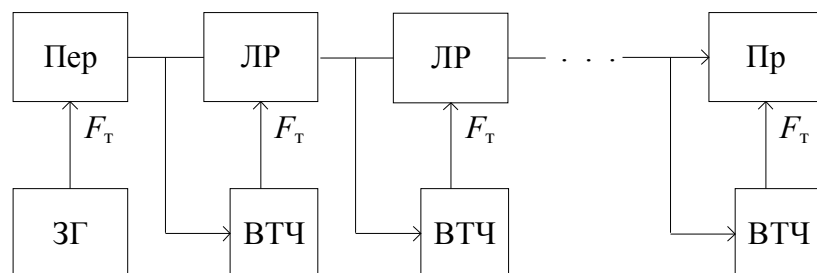 Пер ЛР ЛР . . . Пр
Fт Fт Fт Fт
ЗГ ВТЧ ВТЧ ВТЧ